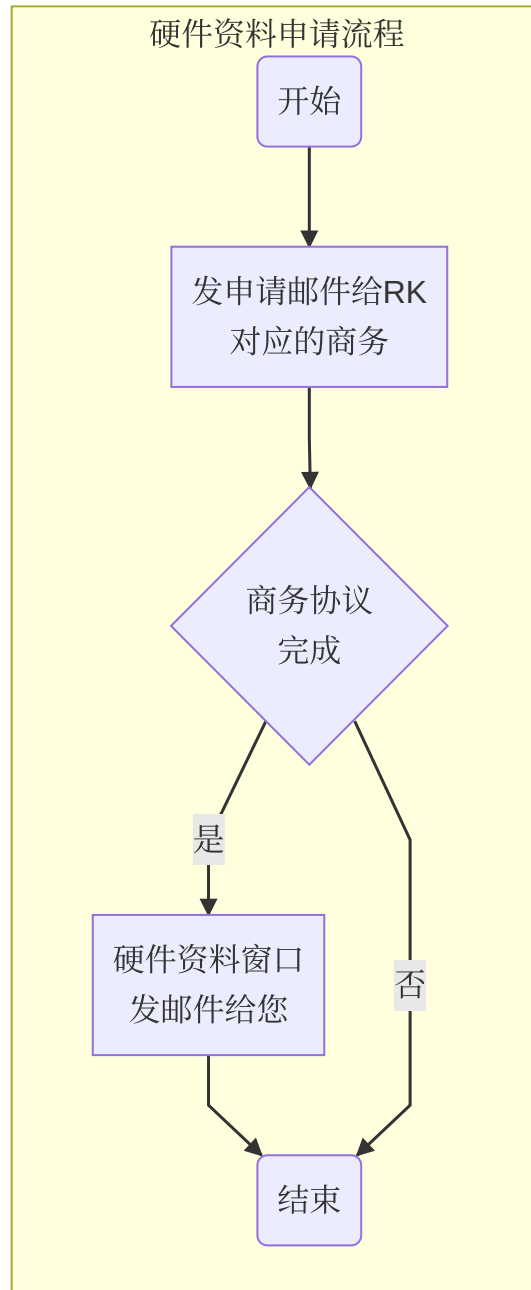 硬件资料申请流程
开始
发申请邮件给RK
对应的商务
商务协议
完成
是
硬件资料窗口
发邮件给您
否
结束